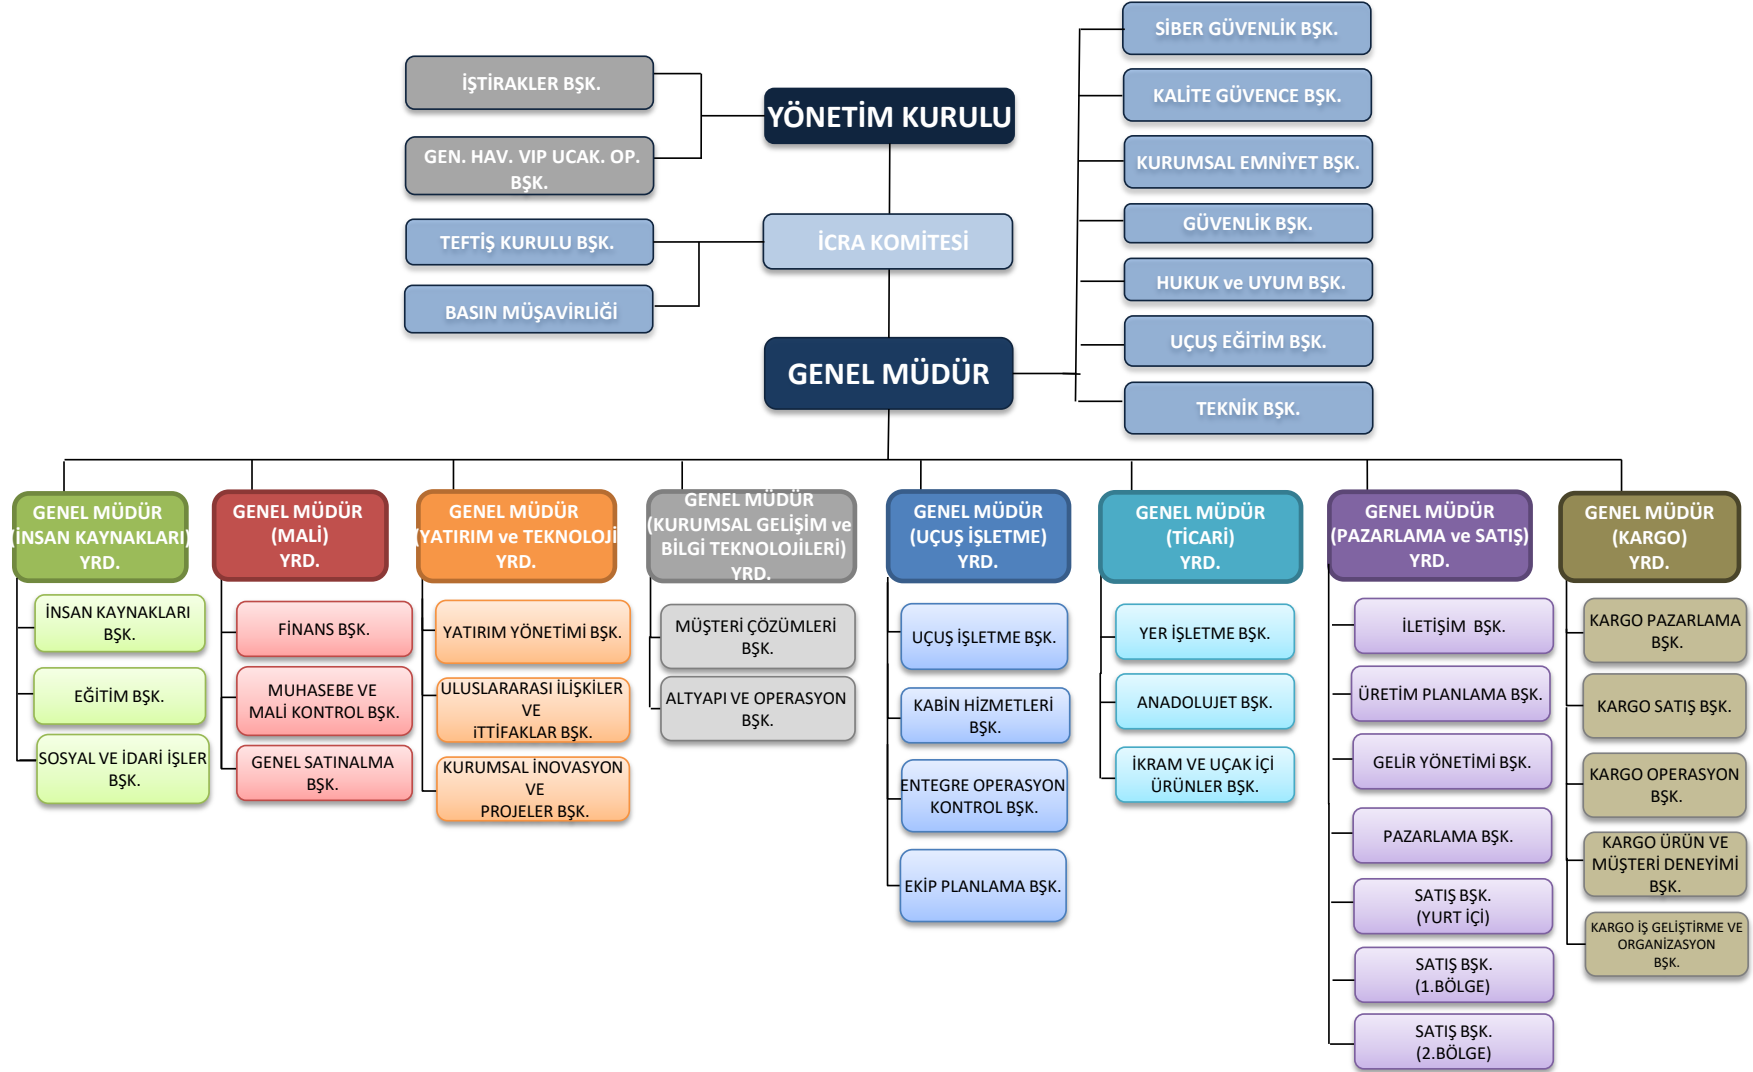 SİBER GÜVENLİK BŞK.
İŞTİRAKLER BŞK.
KALİTE GÜVENCE BŞK.
YÖNETİM KURULU
GEN. HAV. VIP UCAK. OP.
BŞK.
KURUMSAL EMNİYET BŞK.
TEFTİŞ KURULU BŞK.
İCRA KOMİTESİ
GÜVENLİK BŞK.
HUKUK ve UYUM BŞK.
BASIN MÜŞAVİRLİĞİ
UÇUŞ EĞİTİM BŞK.
GENEL MÜDÜR
TEKNİK BŞK.
GENEL MÜDÜR
(İNSAN KAYNAKLARI)
YRD.
GENEL MÜDÜR
(MALİ)
YRD.
GENEL MÜDÜR
(YATIRIM ve TEKNOLOJİ)
YRD.
GENEL MÜDÜR
(KURUMSAL GELİŞİM ve
BİLGİ TEKNOLOJİLERİ)
YRD.
GENEL MÜDÜR
(UÇUŞ İŞLETME)
YRD.
GENEL MÜDÜR
(TİCARİ)
YRD.
GENEL MÜDÜR
(PAZARLAMA ve SATIŞ)
YRD.
GENEL MÜDÜR
(KARGO)
YRD.
İNSAN KAYNAKLARI
BŞK.
EĞİTİM BŞK.
SOSYAL VE İDARİ İŞLER
BŞK.
FİNANS BŞK.
MUHASEBE VE
MALİ KONTROL BŞK.
GENEL SATINALMA
BŞK.
YATIRIM YÖNETİMİ BŞK.
ULUSLARARASI İLİŞKİLER
VE
iTTİFAKLAR BŞK.
KURUMSAL İNOVASYON
VE
PROJELER BŞK.
MÜŞTERİ ÇÖZÜMLERİ
BŞK.
ALTYAPI VE OPERASYON
BŞK.
UÇUŞ İŞLETME BŞK.
KABİN HİZMETLERİ
BŞK.
ENTEGRE OPERASYON
KONTROL BŞK.
EKİP PLANLAMA BŞK.
YER İŞLETME BŞK.
ANADOLUJET BŞK.
İKRAM VE UÇAK İÇİ
ÜRÜNLER BŞK.
İLETİŞİM BŞK.
ÜRETİM PLANLAMA BŞK.
GELİR YÖNETİMİ BŞK.
PAZARLAMA BŞK.
SATIŞ BŞK.
(YURT İÇİ)
SATIŞ BŞK.
(1.BÖLGE)
SATIŞ BŞK.
(2.BÖLGE)
KARGO PAZARLAMA
BŞK.
KARGO SATIŞ BŞK.
KARGO OPERASYON
BŞK.
KARGO ÜRÜN VE
MÜŞTERİ DENEYİMİ
BŞK.
KARGO İŞ GELİŞTİRME VE
ORGANİZASYON
BŞK.